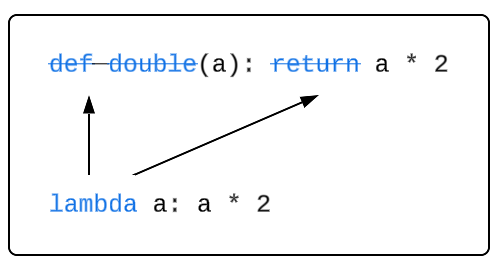 def double(a): return a * 2
lambda a: a * 2